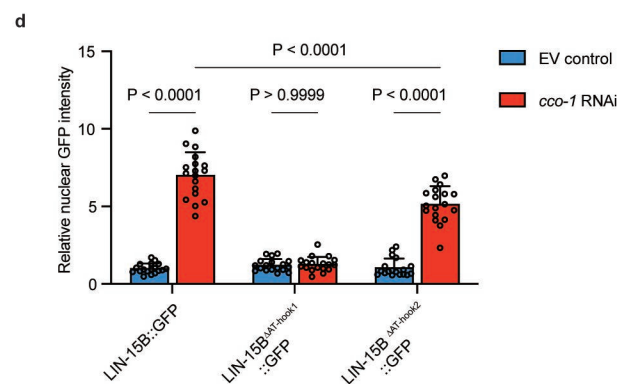 d
P < 0.0001
P < 0.0001
P > 0.9999
P < 0.0001
EV control
cco-1 RNAi
Relative nuclear GFP intensity
15
10
5
0
LIN-15B::GFP
LIN-15BΔAT-hook1
::GFP
LIN-15B ΔAT-hook2
::GFP